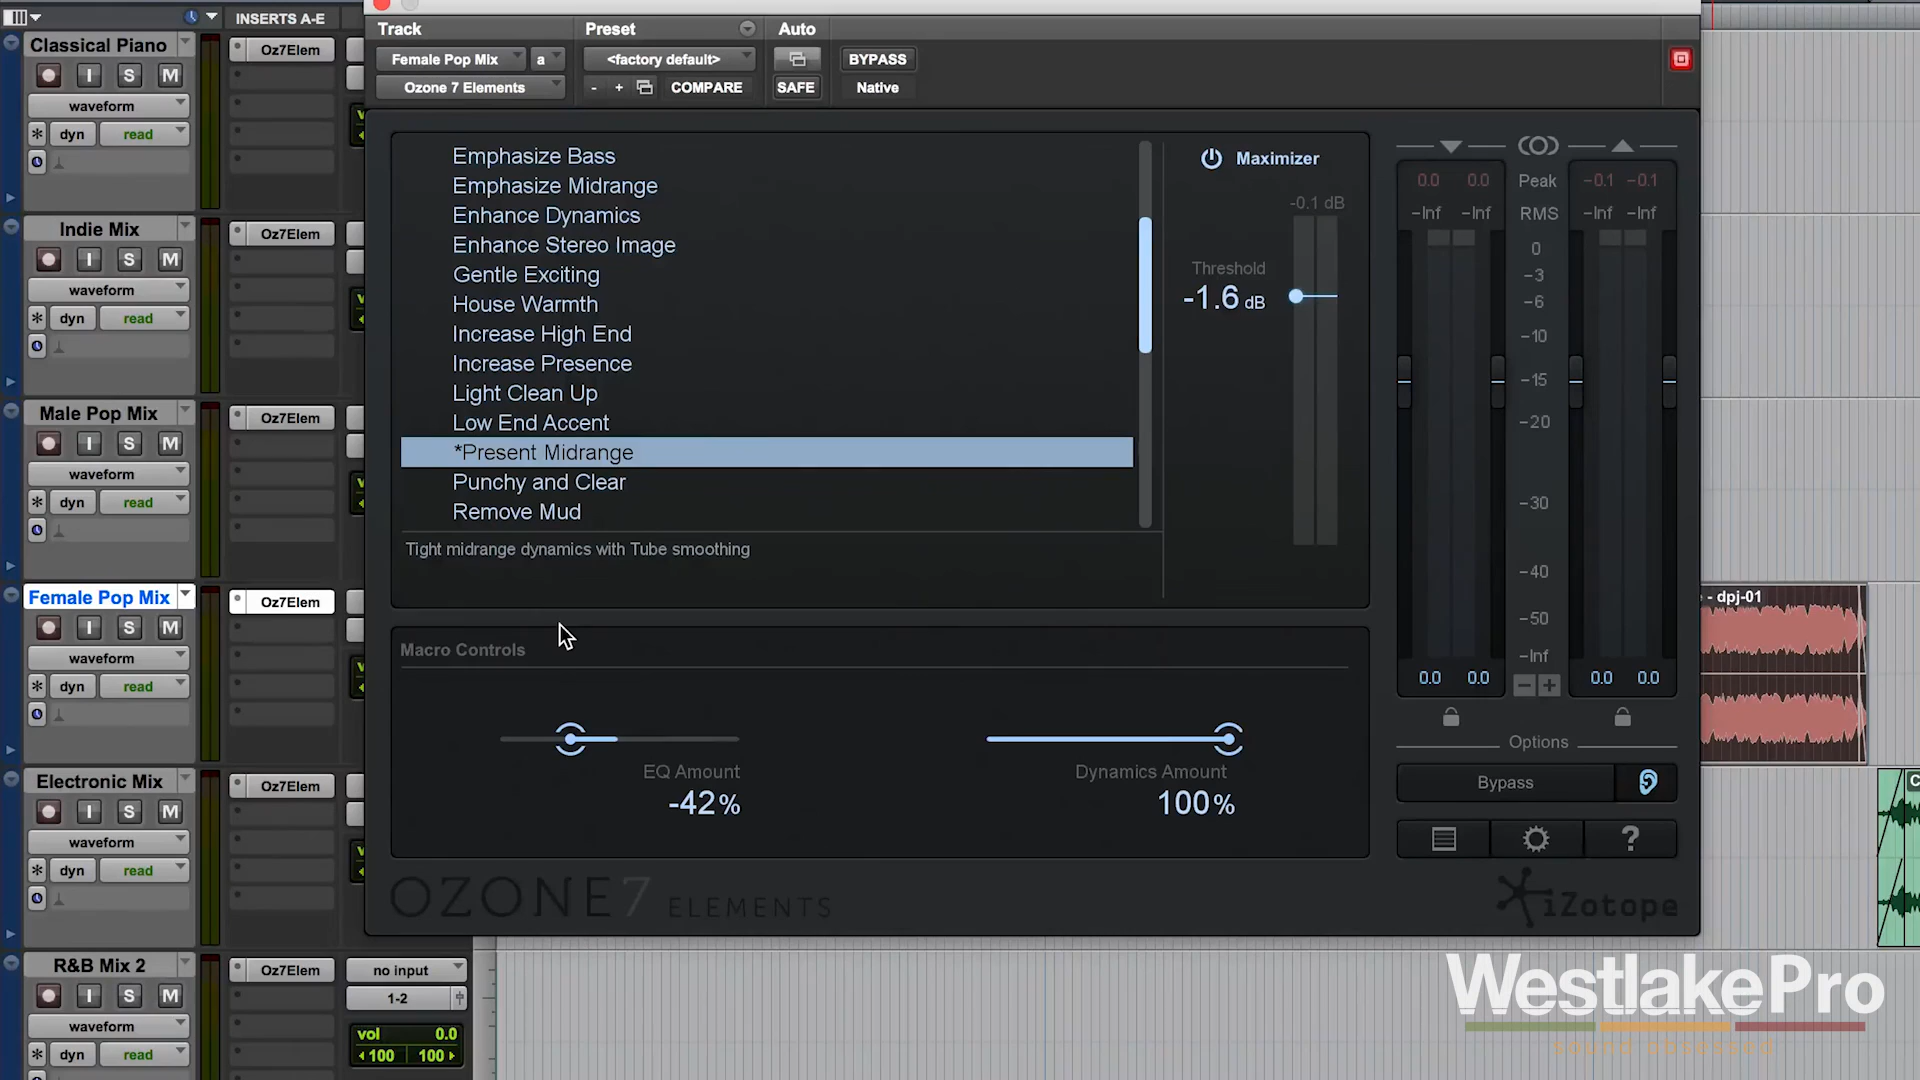 INSERTS A-E
Classical Piano
Oz7Elem
I S M
waveform
dyn read
Indie Mix
Oz7Elem
I S M
waveform
dyn read
Male Pop Mix
Oz7Elem
I S M
waveform
dyn read
Female Pop Mix
Oz7Elem
I S M
waveform
dyn read
Electronic Mix
Oz7Elem
I S M
waveform
dyn read
R&B Mix 2
Oz7Elem
no input
I S M
1-2
waveform
vol 0.0
dyn read
100 100
Track
Preset
Auto
Female Pop Mix a
<factory default>
BYPASS
Ozone 7 Elements
- + COMPARE
SAFE
Native
Emphasize Bass
Emphasize Midrange
Enhance Dynamics
Enhance Stereo Image
Gentle Exciting
House Warmth
Increase High End
Increase Presence
Light Clean Up
Low End Accent
*Present Midrange
Punchy and Clear
Remove Mud
Tight midrange dynamics with Tube smoothing
Maximizer
-0.1 dB
Threshold
-1.6 dB
Macro Controls
EQ Amount
-42%
Dynamics Amount
100%
0.0 0.0 Peak -0.1 -0.1
-Inf -Inf RMS -Inf -Inf
0
-3
-6
-10
-15
-20
-30
-40
-50
-Inf
0.0 0.0 0.0 0.0
Options
Bypass
?
OZONE 7 ELEMENTS
iZotope
- dpj-01
C
WestlakePro
sound obsessed